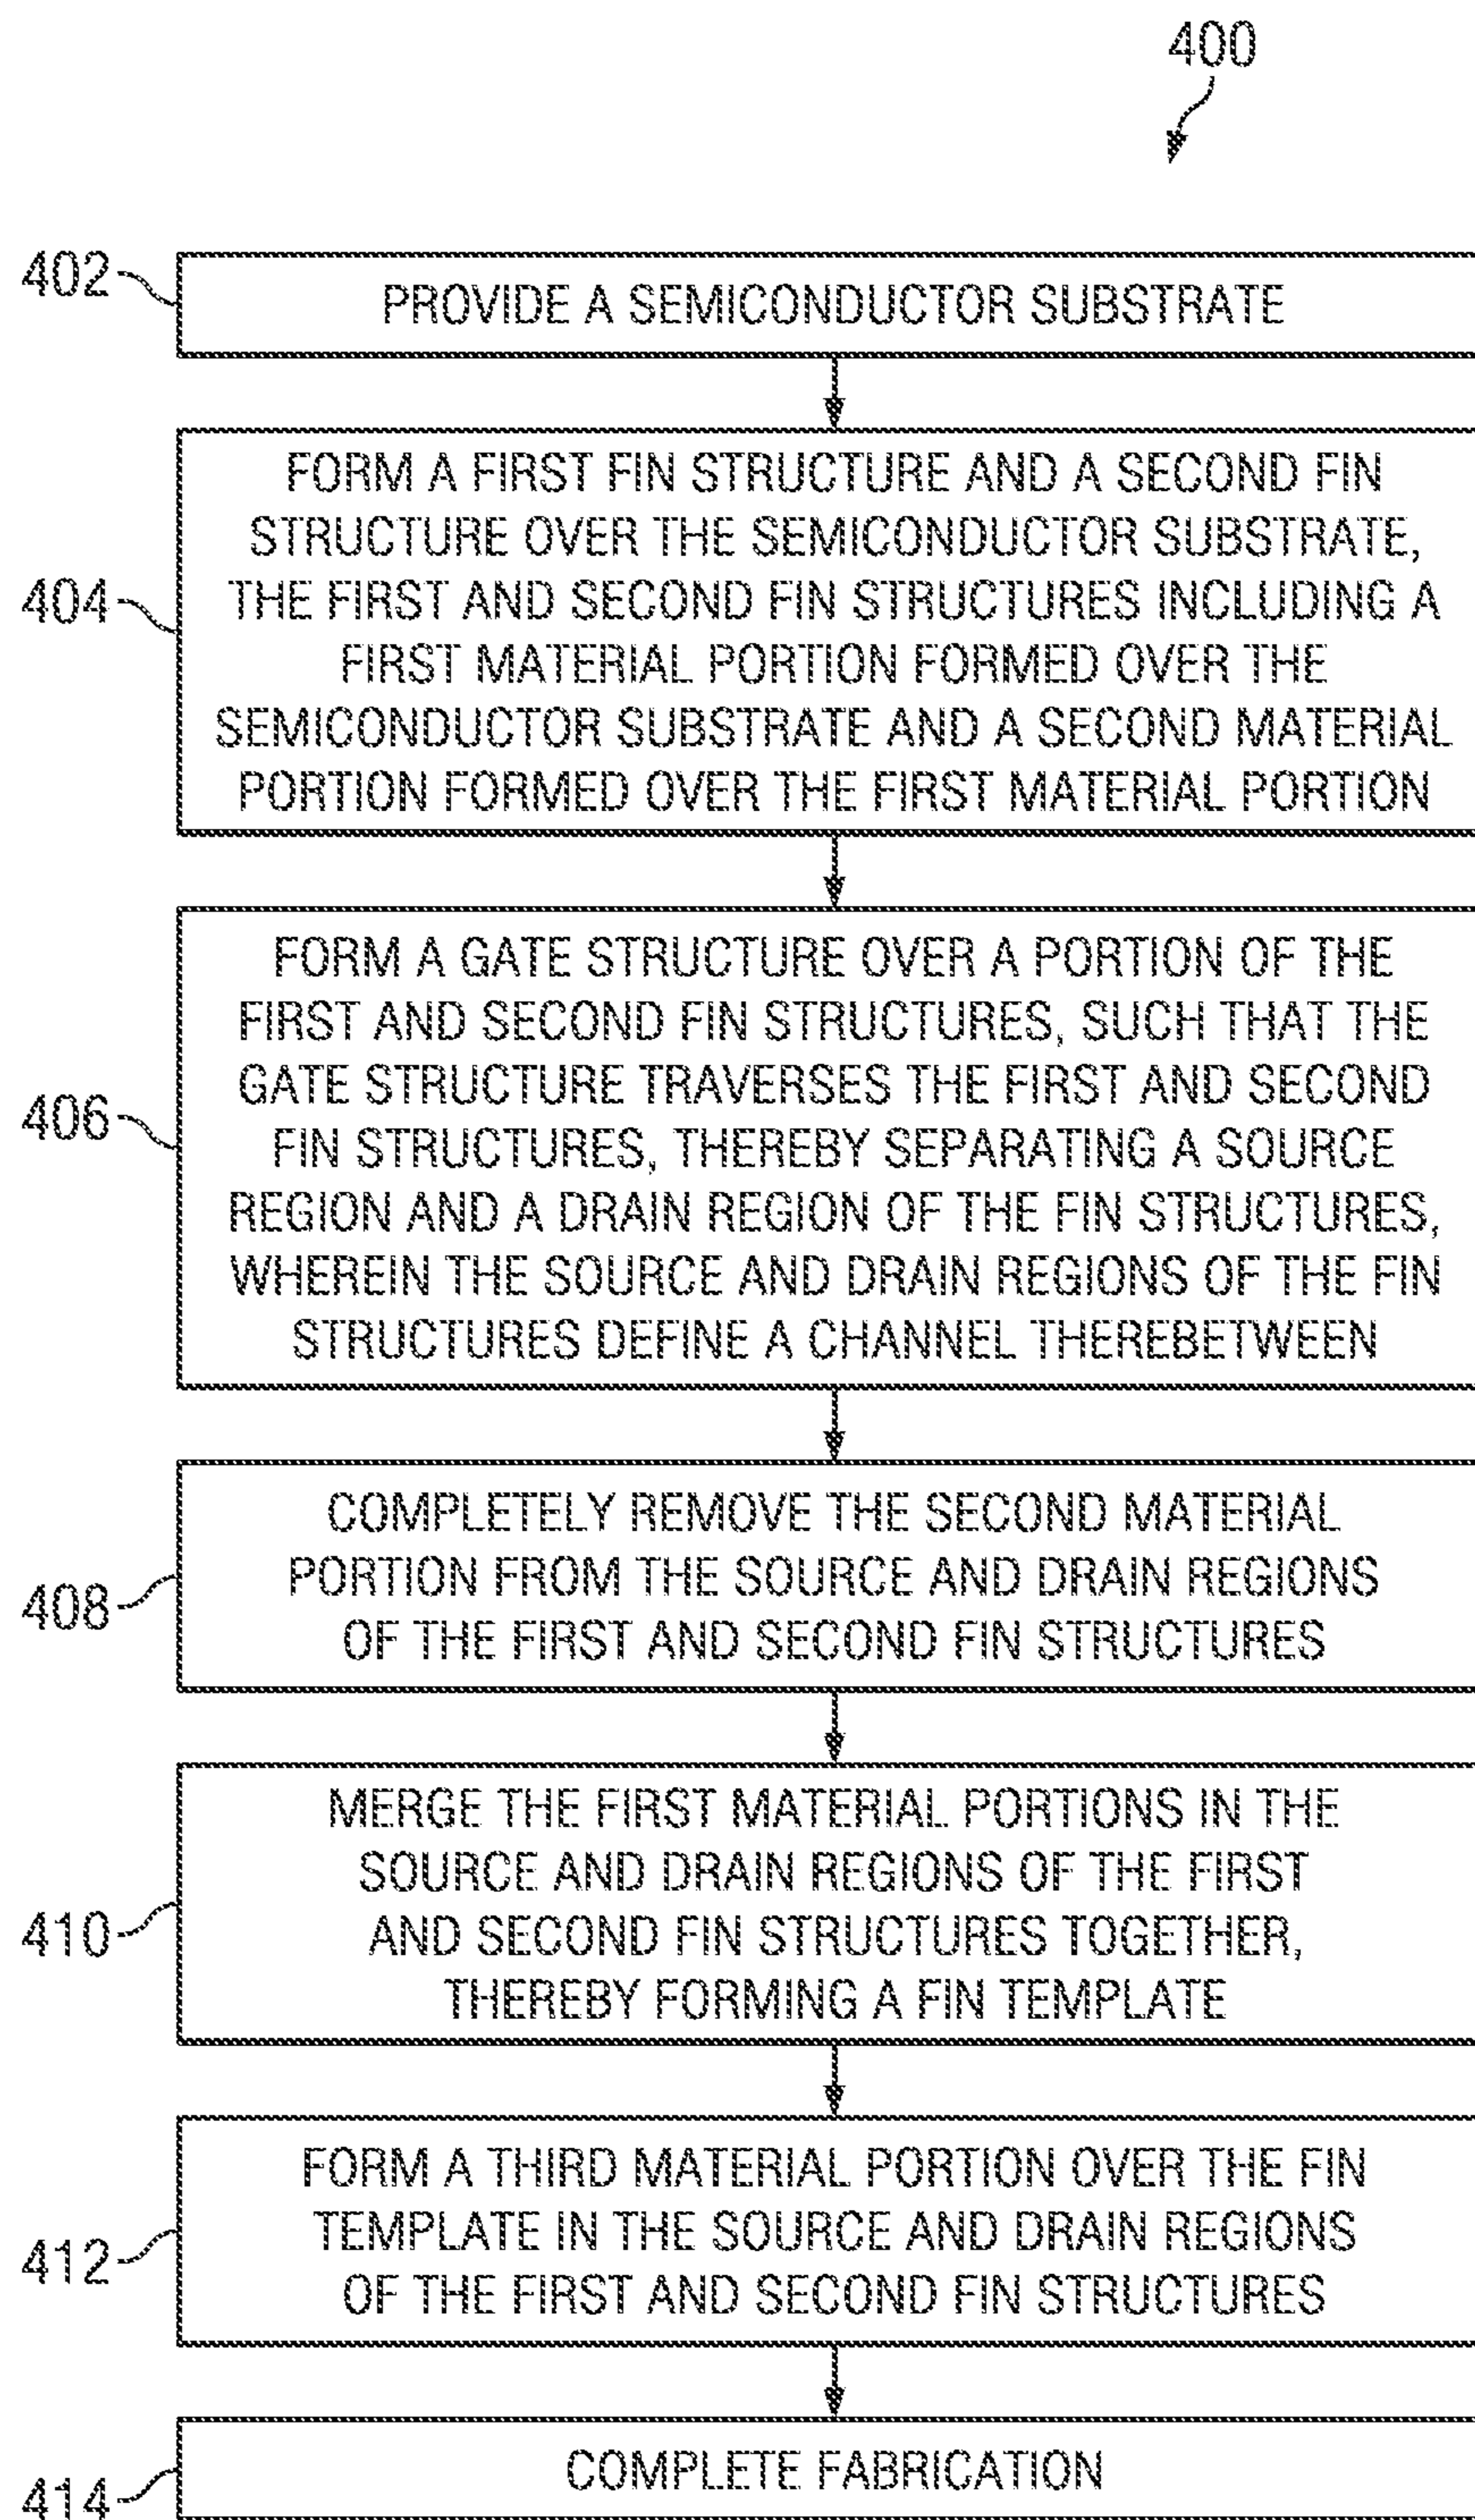 400
402
PROVIDE A SEMICONDUCTOR SUBSTRATE
404
FORM A FIRST FIN STRUCTURE AND A SECOND FIN
STRUCTURE OVER THE SEMICONDUCTOR SUBSTRATE,
THE FIRST AND SECOND FIN STRUCTURES INCLUDING A
FIRST MATERIAL PORTION FORMED OVER THE
SEMICONDUCTOR SUBSTRATE AND A SECOND MATERIAL
PORTION FORMED OVER THE FIRST MATERIAL PORTION
406
FORM A GATE STRUCTURE OVER A PORTION OF THE
FIRST AND SECOND FIN STRUCTURES, SUCH THAT THE
GATE STRUCTURE TRAVERSES THE FIRST AND SECOND
FIN STRUCTURES, THEREBY SEPARATING A SOURCE
REGION AND A DRAIN REGION OF THE FIN STRUCTURES,
WHEREIN THE SOURCE AND DRAIN REGIONS OF THE FIN
STRUCTURES DEFINE A CHANNEL THEREBETWEEN
408
COMPLETELY REMOVE THE SECOND MATERIAL
PORTION FROM THE SOURCE AND DRAIN REGIONS
OF THE FIRST AND SECOND FIN STRUCTURES
410
MERGE THE FIRST MATERIAL PORTIONS IN THE
SOURCE AND DRAIN REGIONS OF THE FIRST
AND SECOND FIN STRUCTURES TOGETHER,
THEREBY FORMING A FIN TEMPLATE
412
FORM A THIRD MATERIAL PORTION OVER THE FIN
TEMPLATE IN THE SOURCE AND DRAIN REGIONS
OF THE FIRST AND SECOND FIN STRUCTURES
414
COMPLETE FABRICATION